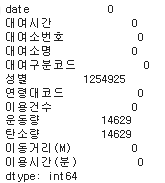 date 0
대여시간 0
대여소번호 0
대여소명 0
대여구분코드 0
성별 1254925
연령대코드 0
이용건수 0
운동량 14629
탄소량 14629
이동거리(M) 0
이용시간(분) 0
dtype: int64